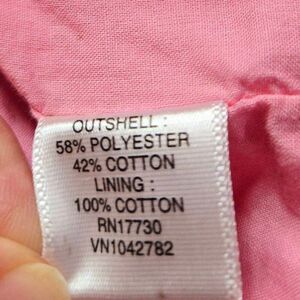 OUTSHELL :
58% POLYESTER
42% COTTON
LINING :
100% COTTON
RN17730
VN1042782